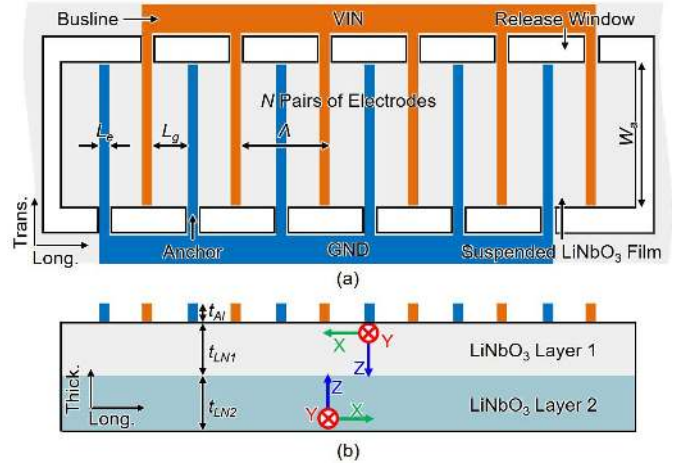 Busline
VIN
Release Window
N Pairs of Electrodes
Le
Lg
Λ
Wa
Trans.
Long.
Anchor
GND
Suspended LiNbO3 Film
(a)
tAl
tLN1
X
Y
Z
LiNbO3 Layer 1
Thick.
Long.
tLN2
Z
Y
X
LiNbO3 Layer 2
(b)